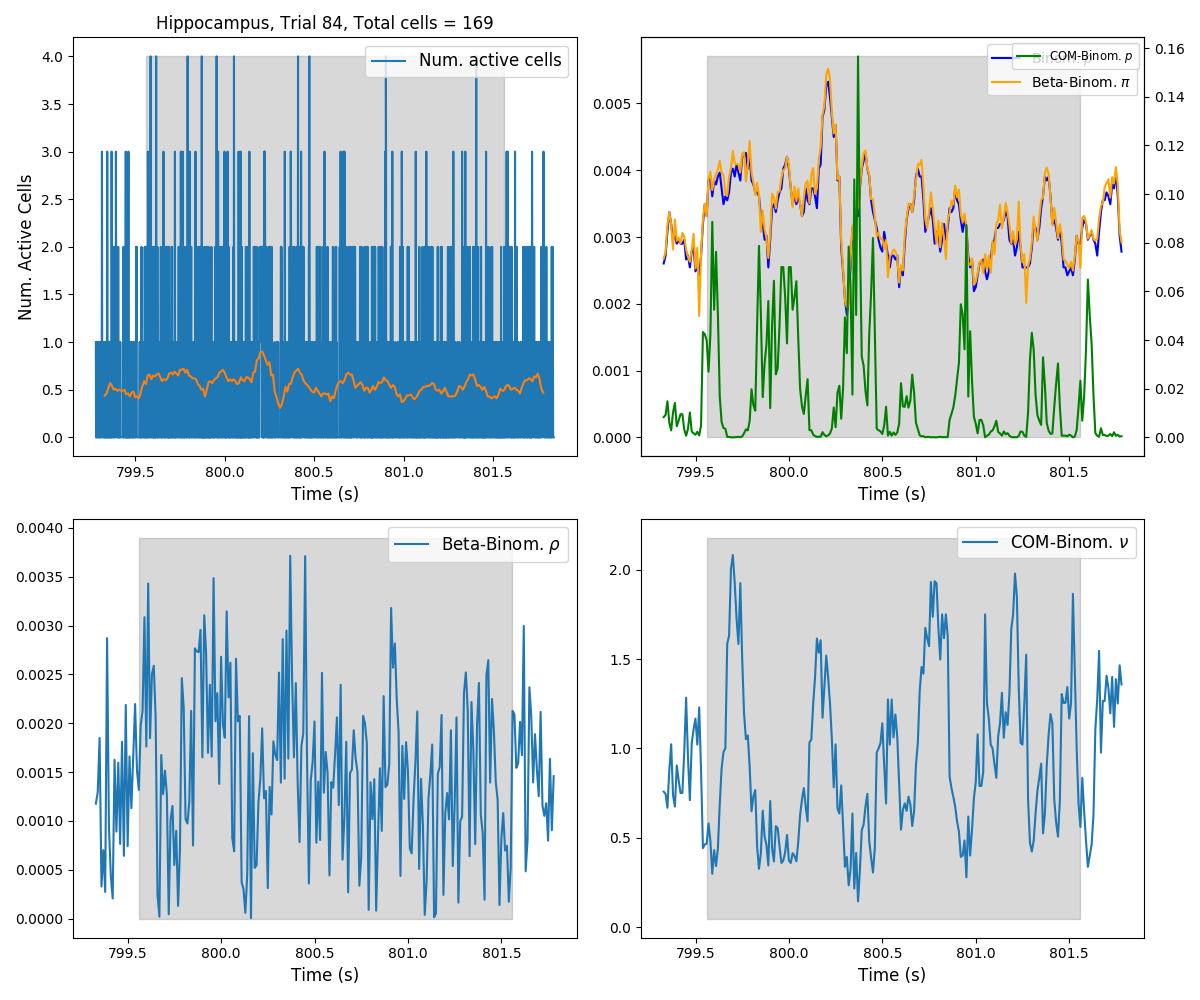 Hippocampus, Trial 84, Total cells = 169
Num. active cells
Num. Active Cells
4.0
3.5
3.0
2.5
2.0
1.5
1.0
0.5
0.0
799.5 800.0 800.5 801.0 801.5
Time (s)
COM-Binom. p
Beta-Binom. π
0.005
0.004
0.003
0.002
0.001
0.000
0.16
0.14
0.12
0.10
0.08
0.06
0.04
0.02
0.00
799.5 800.0 800.5 801.0 801.5
Time (s)
Beta-Binom. ρ
0.0040
0.0035
0.0030
0.0025
0.0020
0.0015
0.0010
0.0005
0.0000
799.5 800.0 800.5 801.0 801.5
Time (s)
COM-Binom. ν
2.0
1.5
1.0
0.5
0.0
799.5 800.0 800.5 801.0 801.5
Time (s)